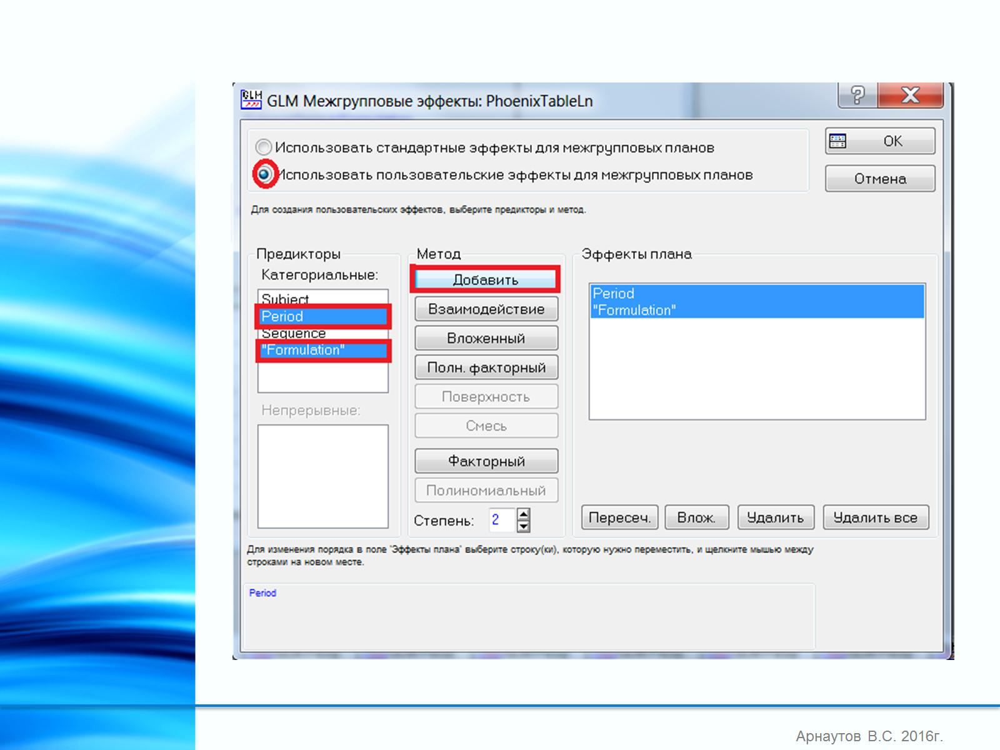 GLM
GLM Межгрупповые эффекты: PhoenixTableLn
?
X
Использовать стандартные эффекты для межгрупповых планов
Использовать пользовательские эффекты для межгрупповых планов
OK
Отмена
Для создания пользовательских эффектов, выберите предикторы и метод.
Предикторы
Категориальные:
Subject
Period
Sequence
"Formulation"
Непрерывные:
Метод
Добавить
Взаимодействие
Вложенный
Полн. факторный
Поверхность
Смесь
Факторный
Полиномиальный
Степень: 2
Эффекты плана
Period
"Formulation"
Пересеч.
Влож.
Удалить
Удалить все
Для изменения порядка в поле 'Эффекты плана' выберите строку(ки), которую нужно переместить, и щелкните мышью между
строками на новом месте.
Period
Арнаутов В.С. 2016г.